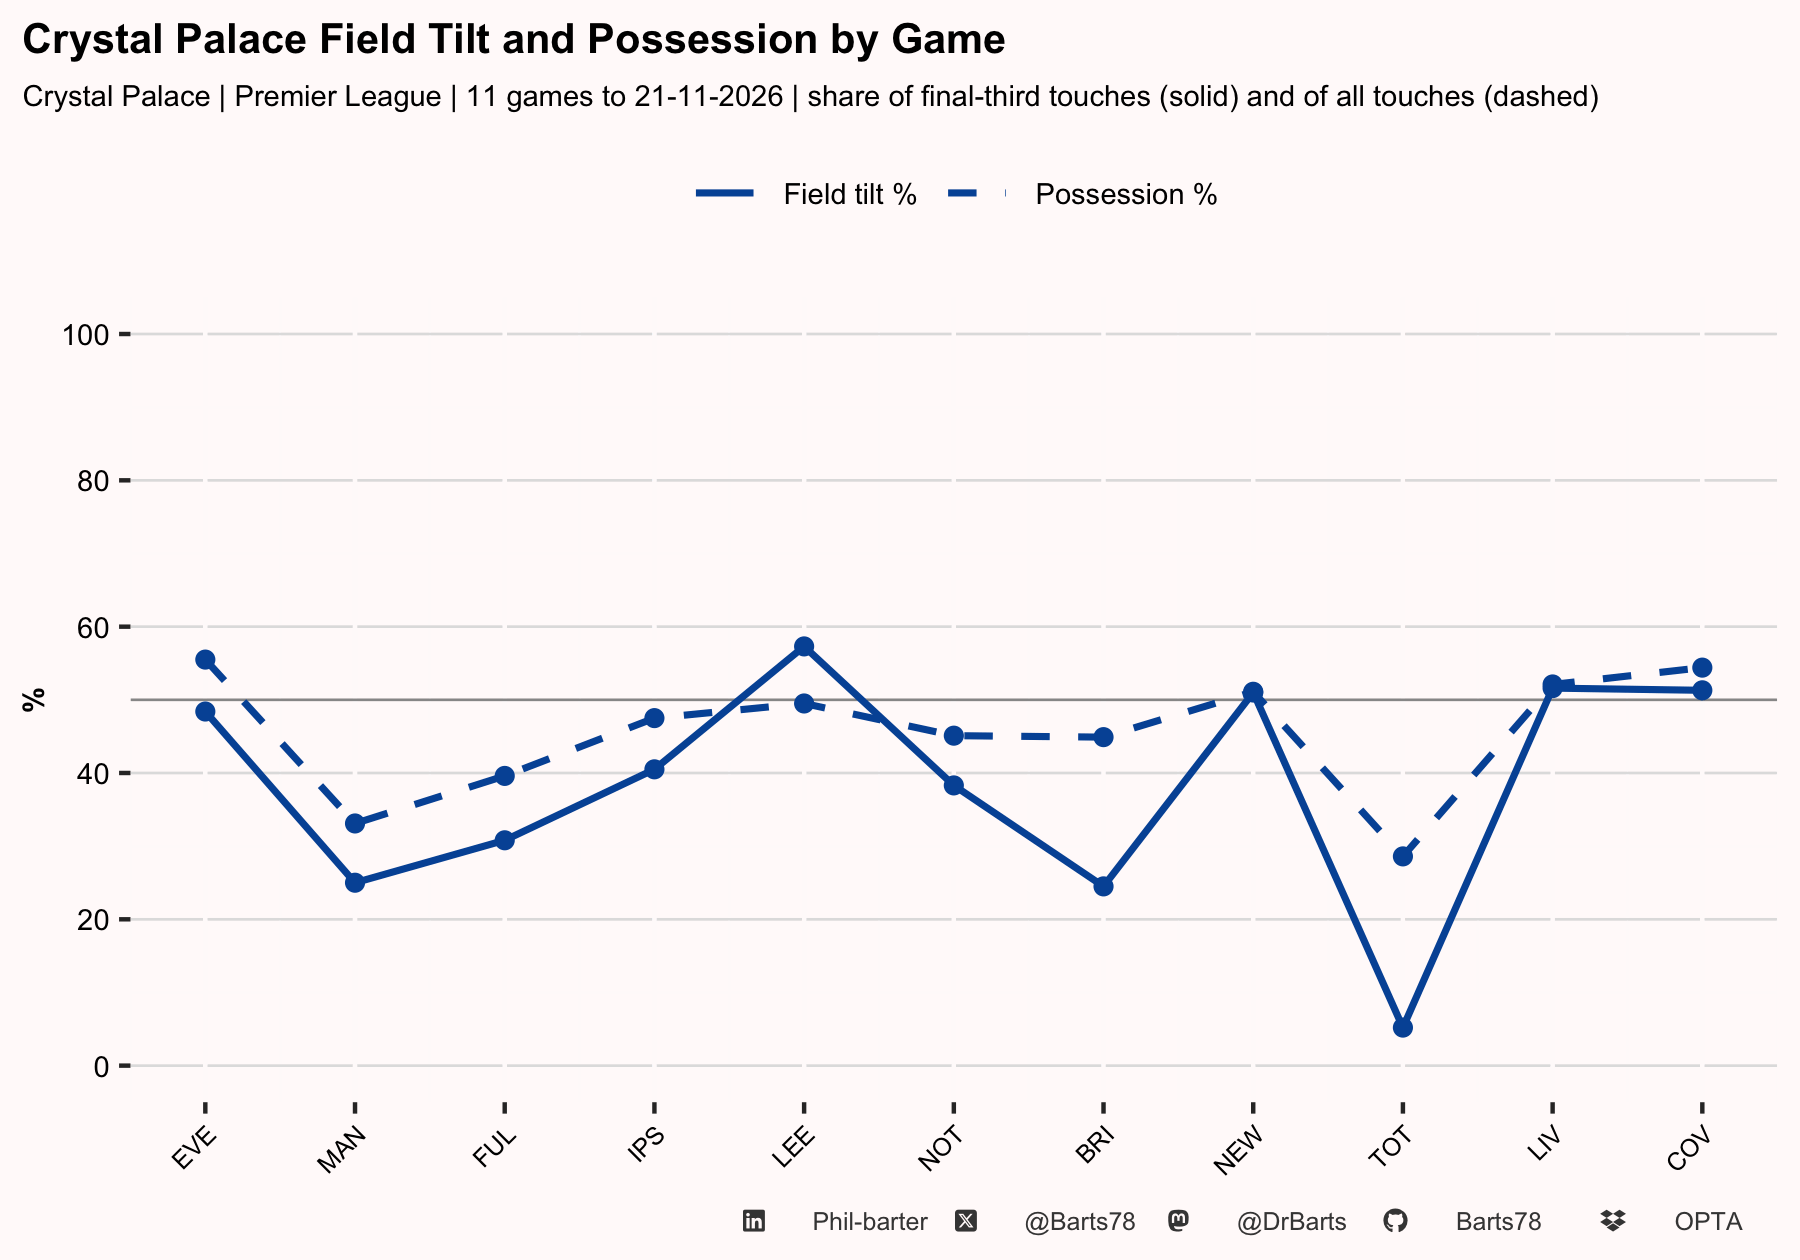 Crystal Palace Field Tilt and Possession by Game
Crystal Palace | Premier League | 11 games to 21-11-2026 | share of final-third touches (solid) and of all touches (dashed)
Field tilt % Possession %
100
80
60
40
20
0
%
EVE MAN FUL IPS LEE NOT BRI NEW TOT LIV COV
Phil-barter @Barts78 @DrBarts Barts78 OPTA